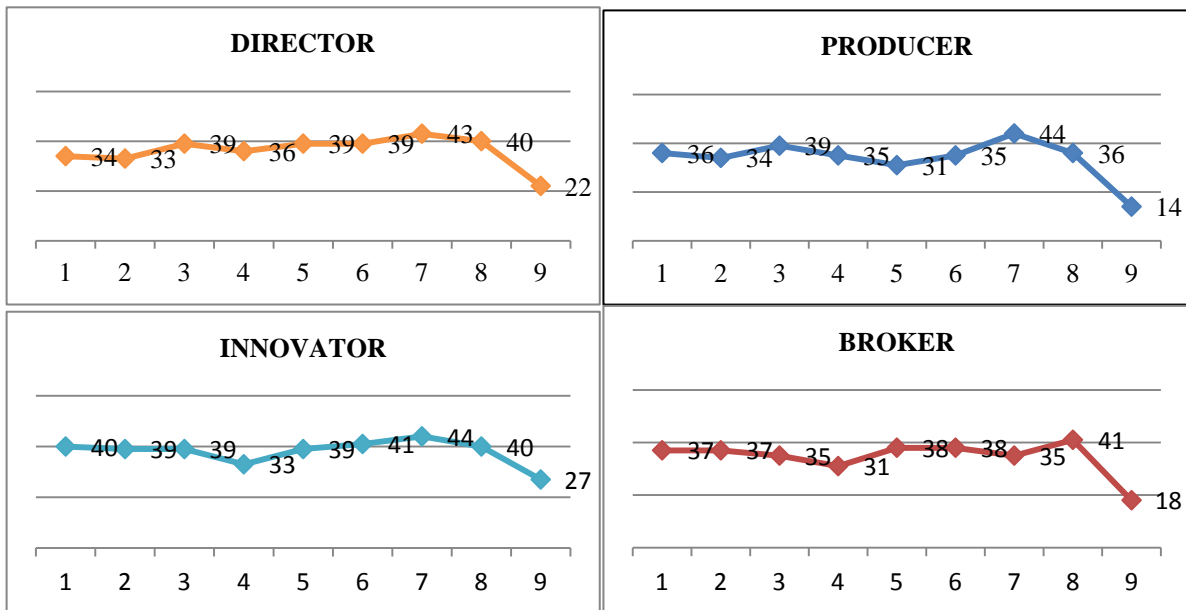 DIRECTOR
34 33 39 36 39 39 43 40 22
1 2 3 4 5 6 7 8 9
PRODUCER
36 34 39 35 31 35 44 36 14
1 2 3 4 5 6 7 8 9
INNOVATOR
40 39 39 33 39 41 44 40 27
1 2 3 4 5 6 7 8 9
BROKER
37 37 35 31 38 38 35 41 18
1 2 3 4 5 6 7 8 9